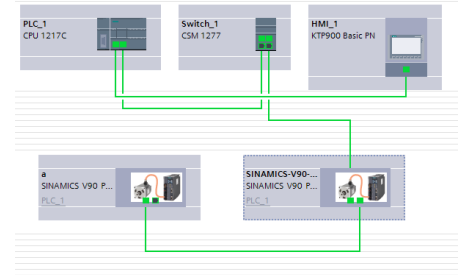 PLC_1
CPU 1217C
Switch_1
CSM 1277
HMI_1
KTP900 Basic PN
a
SINAMICS V90 P...
PLC_1
SINAMICS-V90-...
SINAMICS V90 P...
PLC_1